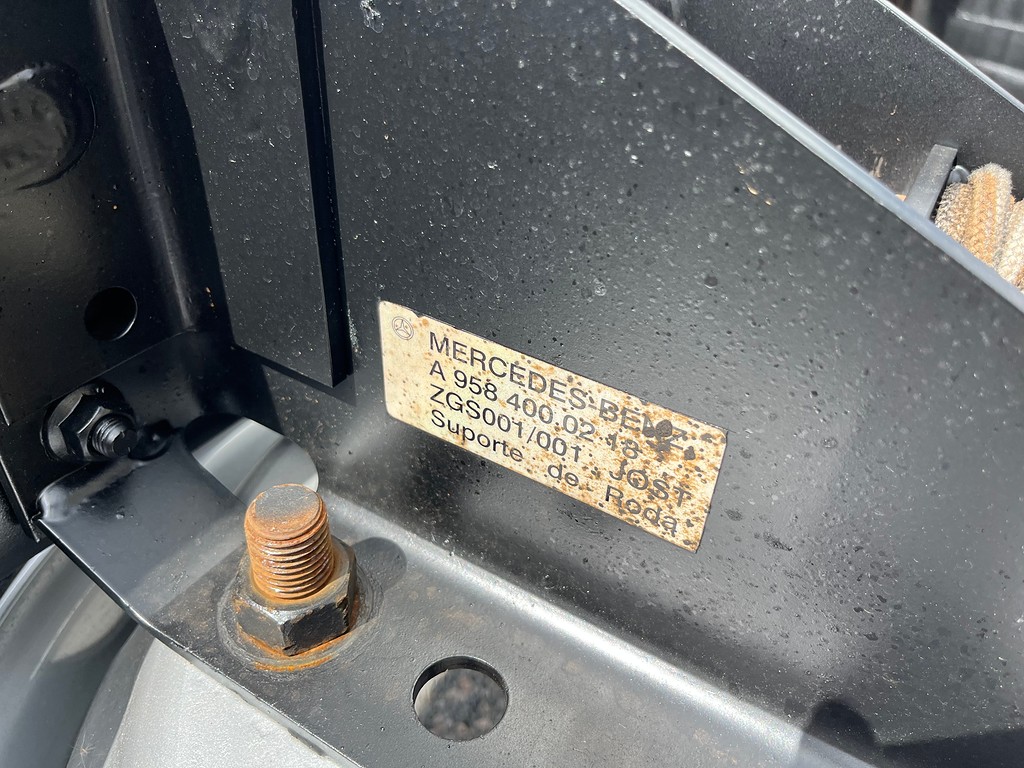 MERCEDES-BENZ
A 958 400 02 18
ZGS001/001. JOST
Suporte de Roda